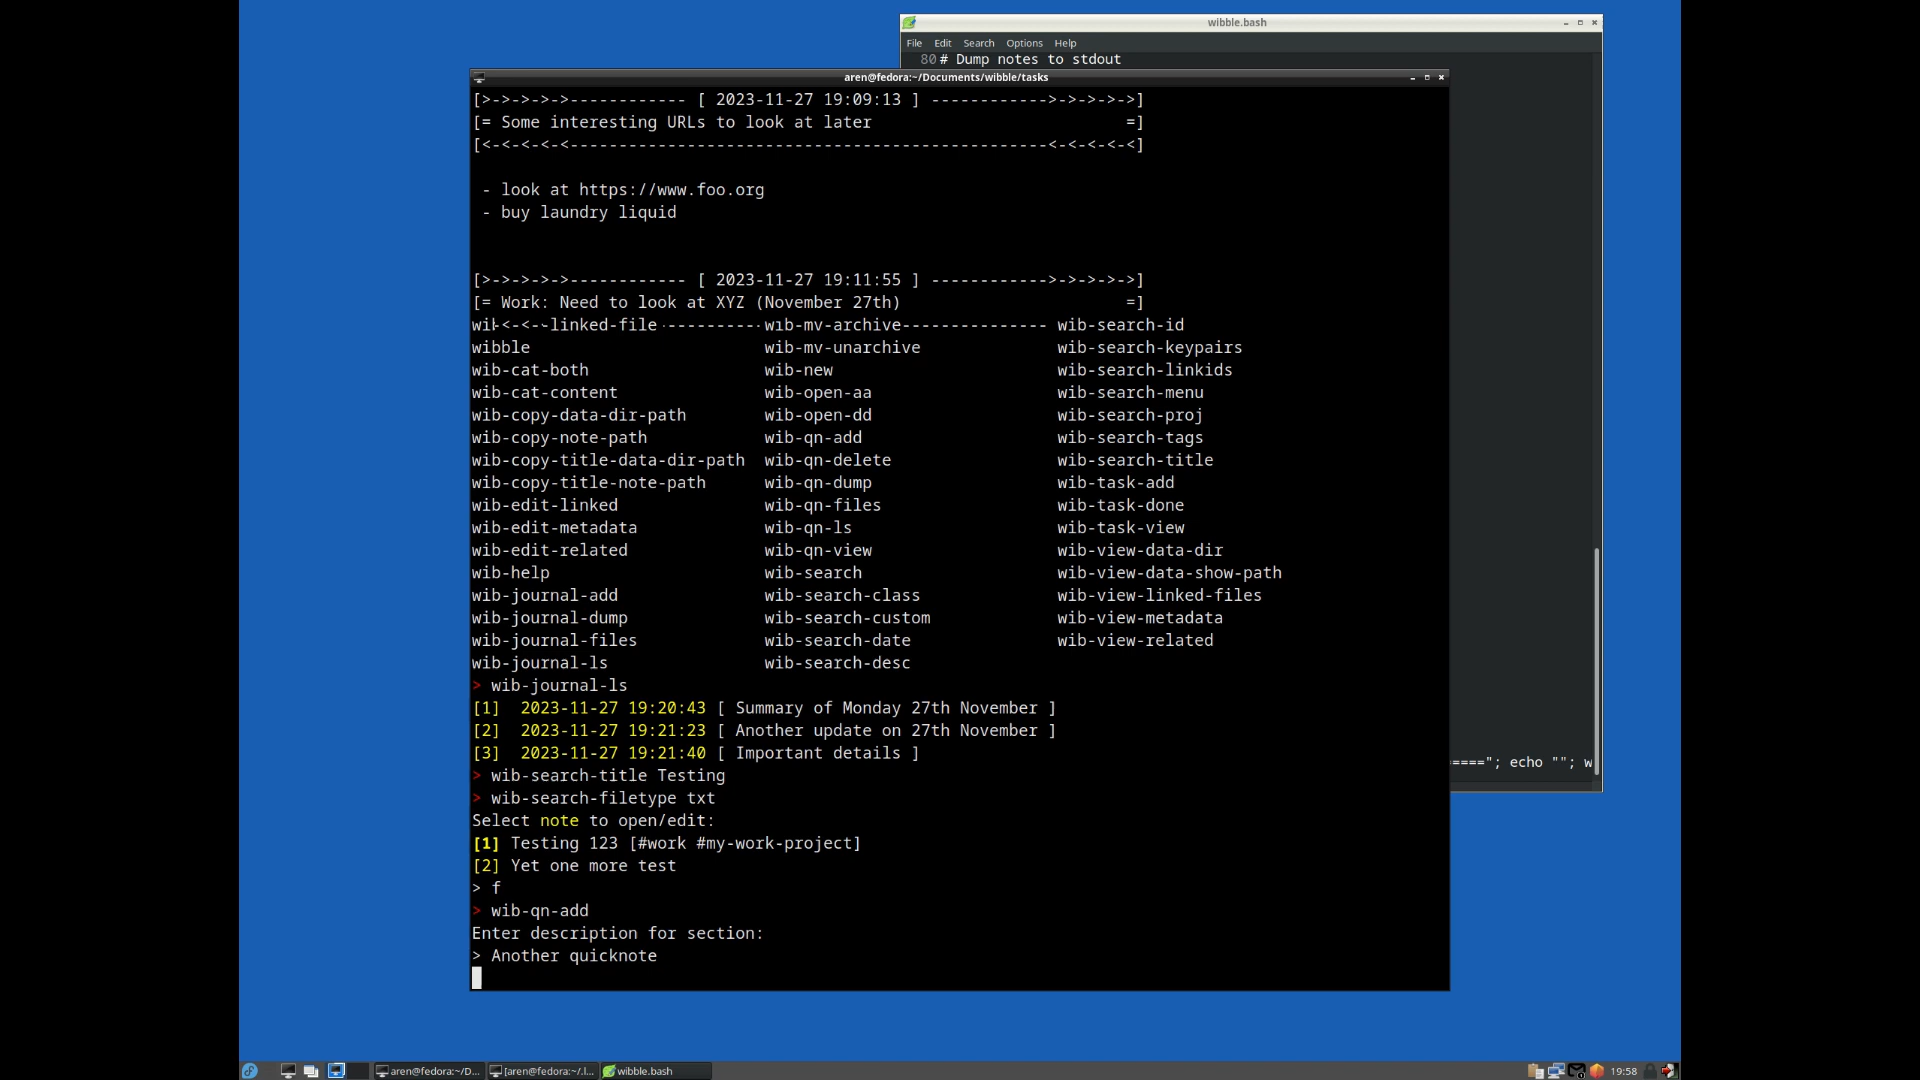 wibble.bash
File Edit Search Options Help
80# Dump notes to stdout
aren@fedora:~/Documents/wibble/tasks
[>->->->->------------ [ 2023-11-27 19:09:13 ] ------------>->->->->]
[= Some interesting URLs to look at later =]
[<-<-<-<-<-------------------------------------------------<-<-<-<-<]
- look at https://www.foo.org
- buy laundry liquid
[>->->->->------------ [ 2023-11-27 19:11:55 ] ------------>->->->->]
[= Work: Need to look at XYZ (November 27th) =]
linked-file wib-mv-archive wib-search-id
wibble wib-mv-unarchive wib-search-keypairs
wib-cat-both wib-new wib-search-linkids
wib-cat-content wib-open-aa wib-search-menu
wib-copy-data-dir-path wib-open-dd wib-search-proj
wib-copy-note-path wib-qn-add wib-search-tags
wib-copy-title-data-dir-path wib-qn-delete wib-search-title
wib-copy-title-note-path wib-qn-dump wib-task-add
wib-edit-linked wib-qn-files wib-task-done
wib-edit-metadata wib-qn-ls wib-task-view
wib-edit-related wib-qn-view wib-view-data-dir
wib-help wib-search wib-view-data-show-path
wib-journal-add wib-search-class wib-view-linked-files
wib-journal-dump wib-search-custom wib-view-metadata
wib-journal-files wib-search-date wib-view-related
wib-journal-ls wib-search-desc
> wib-journal-ls
[1] 2023-11-27 19:20:43 [ Summary of Monday 27th November ]
[2] 2023-11-27 19:21:23 [ Another update on 27th November ]
[3] 2023-11-27 19:21:40 [ Important details ]
====="; echo ""; w
> wib-search-title Testing
> wib-search-filetype txt
Select note to open/edit:
[1] Testing 123 [#work #my-work-project]
[2] Yet one more test
> f
> wib-qn-add
Enter description for section:
> Another quicknote
aren@fedora:~/D... [aren@fedora:~/.l... wibble.bash 19:58